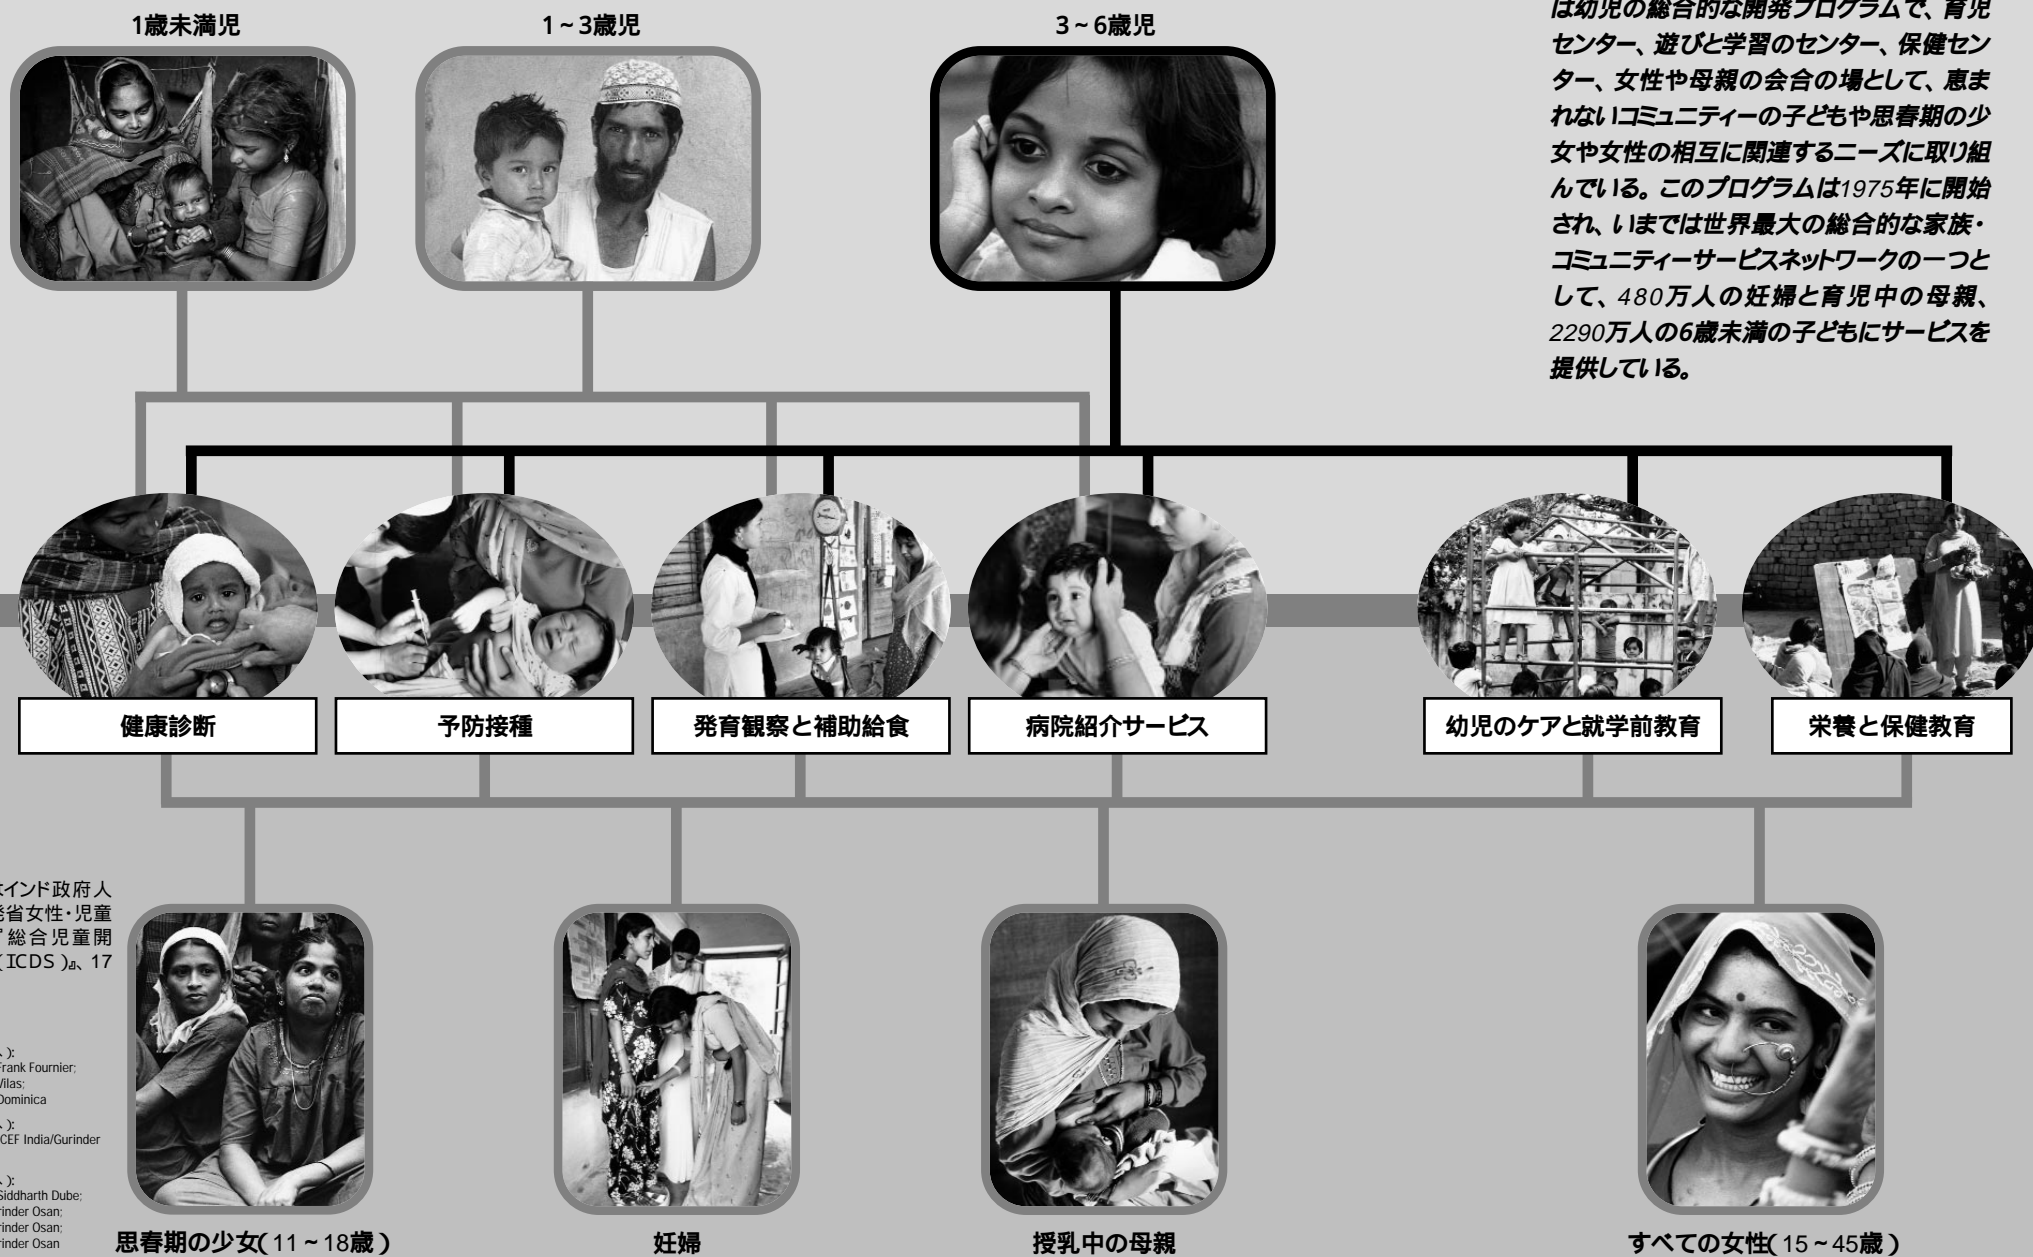 1歳未満児
1~3歳児
3~6歳児
は幼児の総合的な開発プログラムで、育児
センター、遊びと学習のセンター、保健セン
ター、女性や母親の会合の場として、恵ま
れないコミュニティーの子どもや思春期の少
女や女性の相互に関連するニーズに取り組
んでいる。このプログラムは1975年に開始
され、いまでは世界最大の総合的な家族・
コミュニティーサービスネットワークの一つと
して、480万人の妊婦と育児中の母親、
2290万人の6歳未満の子どもにサービスを
提供している。
健康診断
予防接種
発育観察と補助給食
病院紹介サービス
幼児のケアと就学前教育
栄養と保健教育
インド政府人
省女性・児童
総合児童開
(ICDS)』、17
):
Frank Fournier;
Vilas;
Dominica
):
CEF India/Gurinder
):
Siddharth Dube;
rinder Osan;
rinder Osan;
rinder Osan
思春期の少女(11~18歳)
妊婦
授乳中の母親
すべての女性(15~45歳)